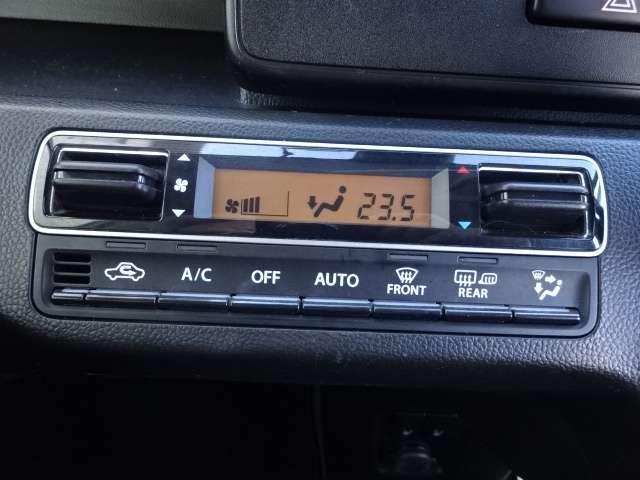 23.5
A/C OFF AUTO FRONT REAR